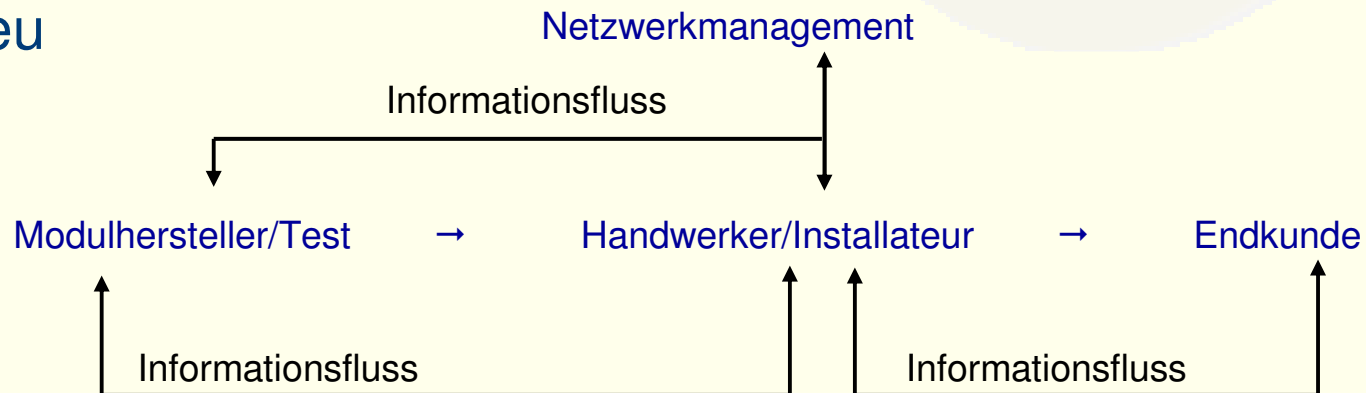 eu
Netzwerkmanagement
Informationsfluss
Modulhersteller/Test → Handwerker/Installateur → Endkunde
Informationsfluss Informationsfluss